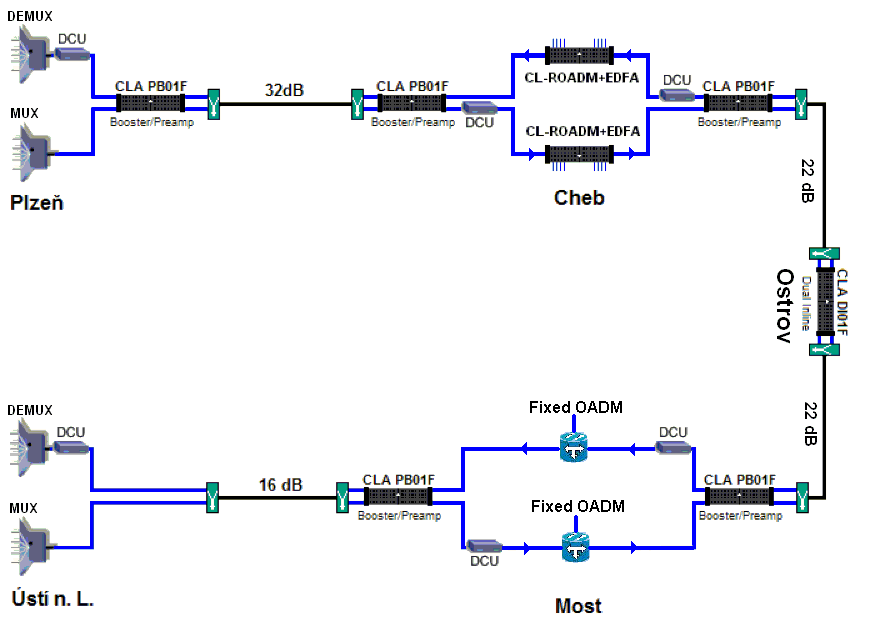 DEMUX
DCU
MUX
CLA PB01F
Booster/Preamp
Plzeň
32dB
CLA PB01F
Booster/Preamp
DCU
CL-ROADM+EDFA
CL-ROADM+EDFA
Cheb
DCU
CLA PB01F
Booster/Preamp
22 dB
Ostrov
Dual Inline
CLA DI01F
22 dB
DEMUX
DCU
MUX
Ústí n. L.
16 dB
CLA PB01F
Booster/Preamp
DCU
Fixed OADM
Fixed OADM
Most
DCU
CLA PB01F
Booster/Preamp